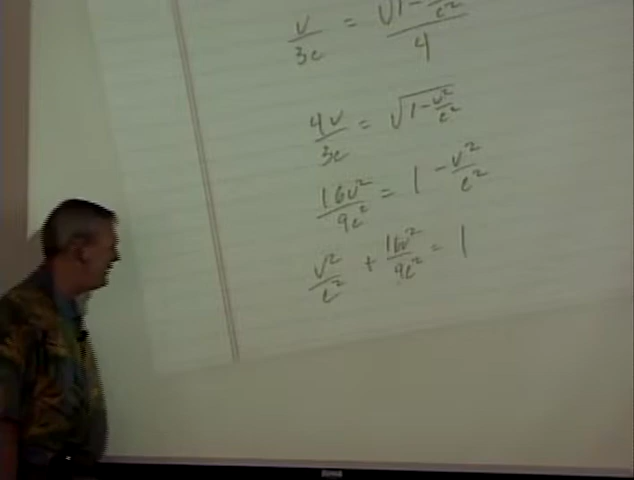 v/3c = √(1 - v²/c²)/4
4v/3c = √(1 - v²/c²)
16v²/9c² = 1 - v²/c²
v²/c² + 16v²/9c² = 1